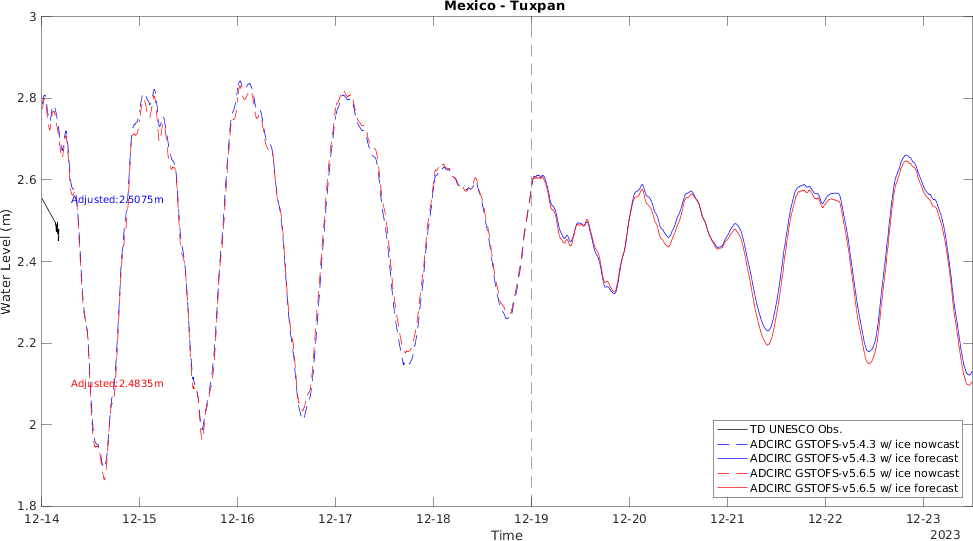 Mexico - Tuxpan
3
2.8
2.6
2.4
2.2
2
1.8
Water Level (m)
Adjusted:2.5075m
Adjusted:2.4835m
TD UNESCO Obs.
ADCIRC GSTOFS-v5.4.3 w/ ice nowcast
ADCIRC GSTOFS-v5.4.3 w/ ice forecast
ADCIRC GSTOFS-v5.6.5 w/ ice nowcast
ADCIRC GSTOFS-v5.6.5 w/ ice forecast
12-14 12-15 12-16 12-17 12-18 12-19 12-20 12-21 12-22 12-23
Time
2023